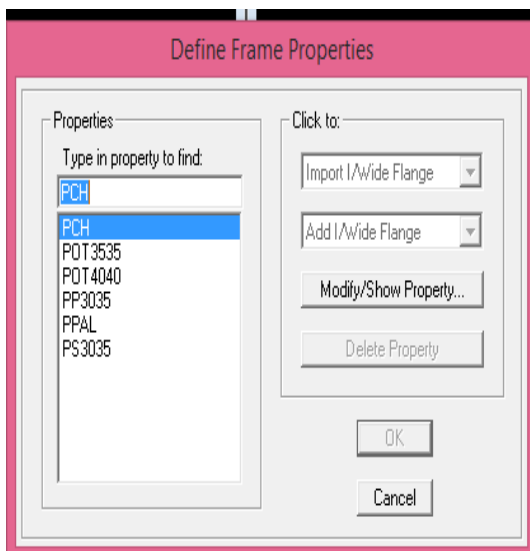 Define Frame Properties
Properties
Type in property to find:
PCH
PCH
POT3535
POT4040
PP3035
PPAL
PS3035
Click to:
Import I/Wide Flange
Add I/Wide Flange
Modify/Show Property...
Delete Property
OK
Cancel